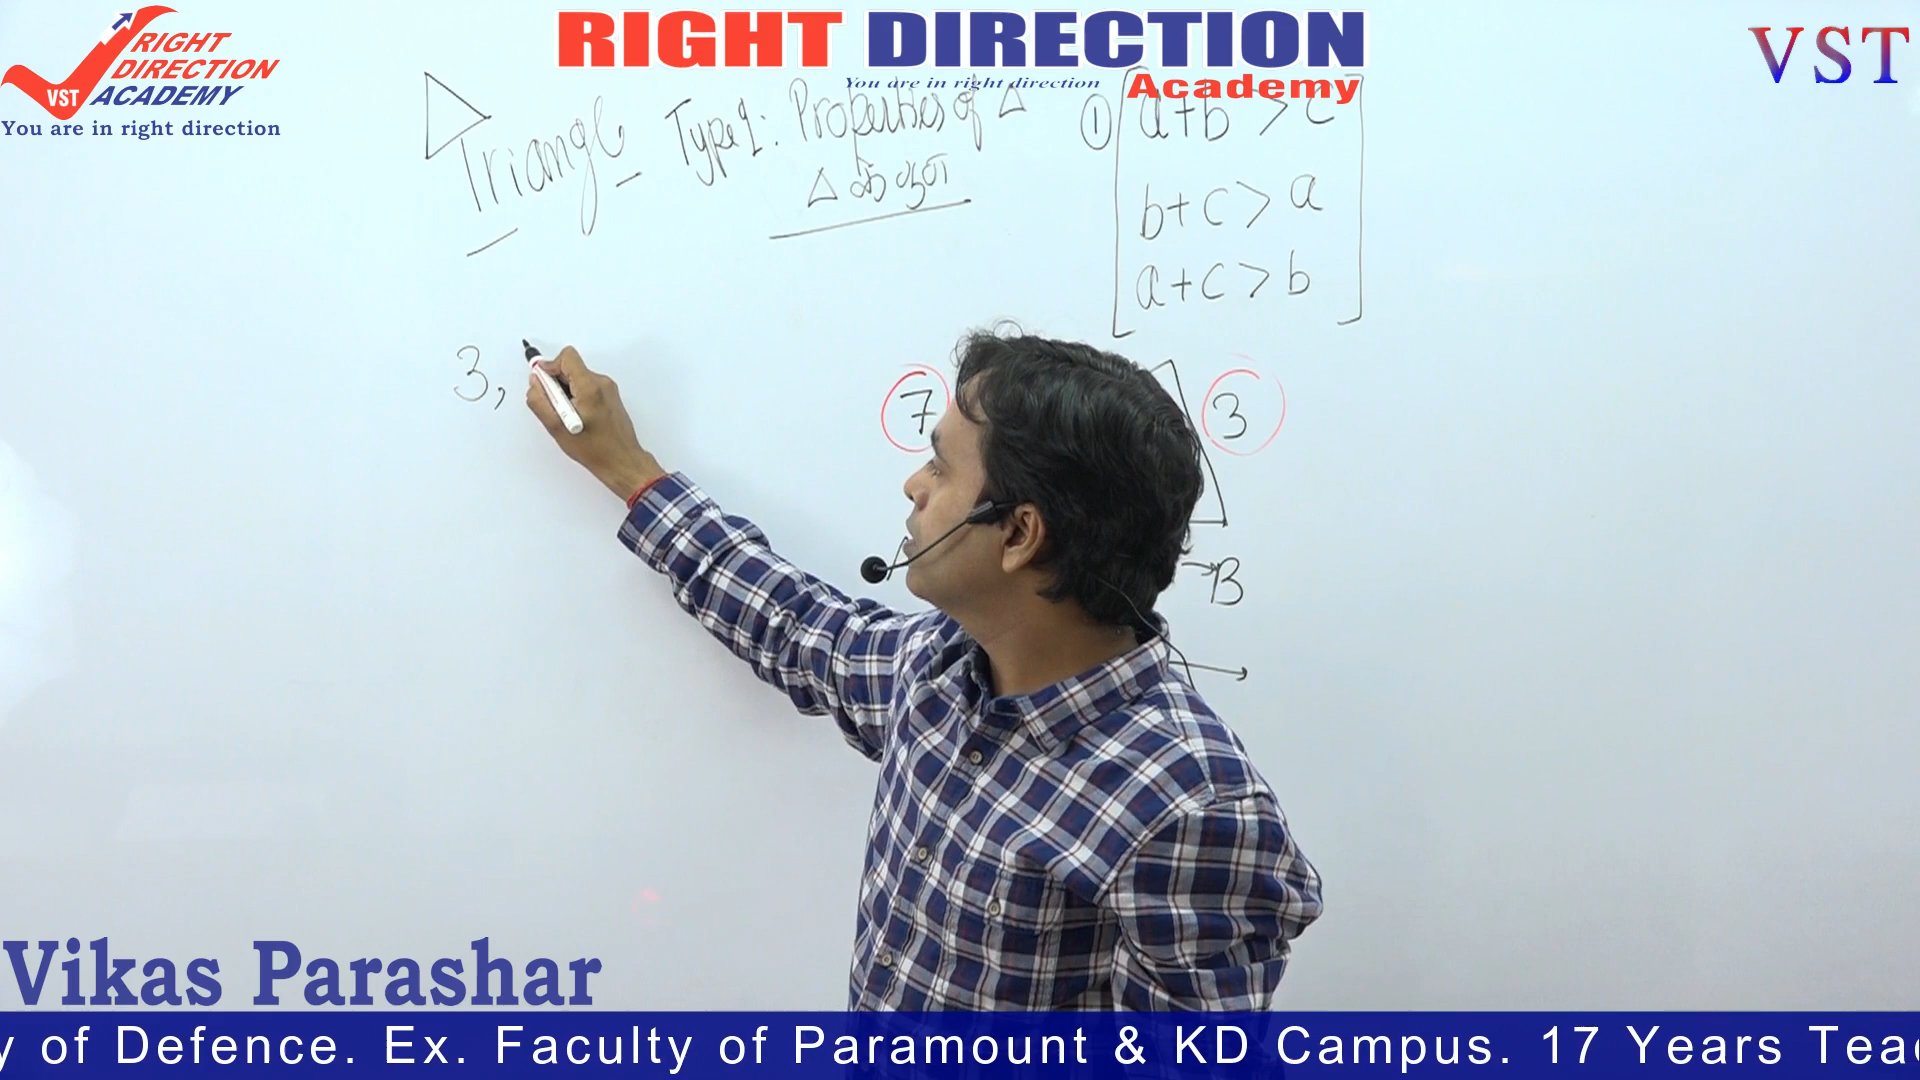 RIGHT
DIRECTION
VST ACADEMY
You are in right direction
RIGHT DIRECTION
You are in right direction
Academy
VST
Triangle Type 1: Properties of Δ
Δ के गुण
① a+b > c
b+c > a
a+c > b
3,
7
3
B
Vikas Parashar
y of Defence. Ex. Faculty of Paramount & KD Campus. 17 Years Tea